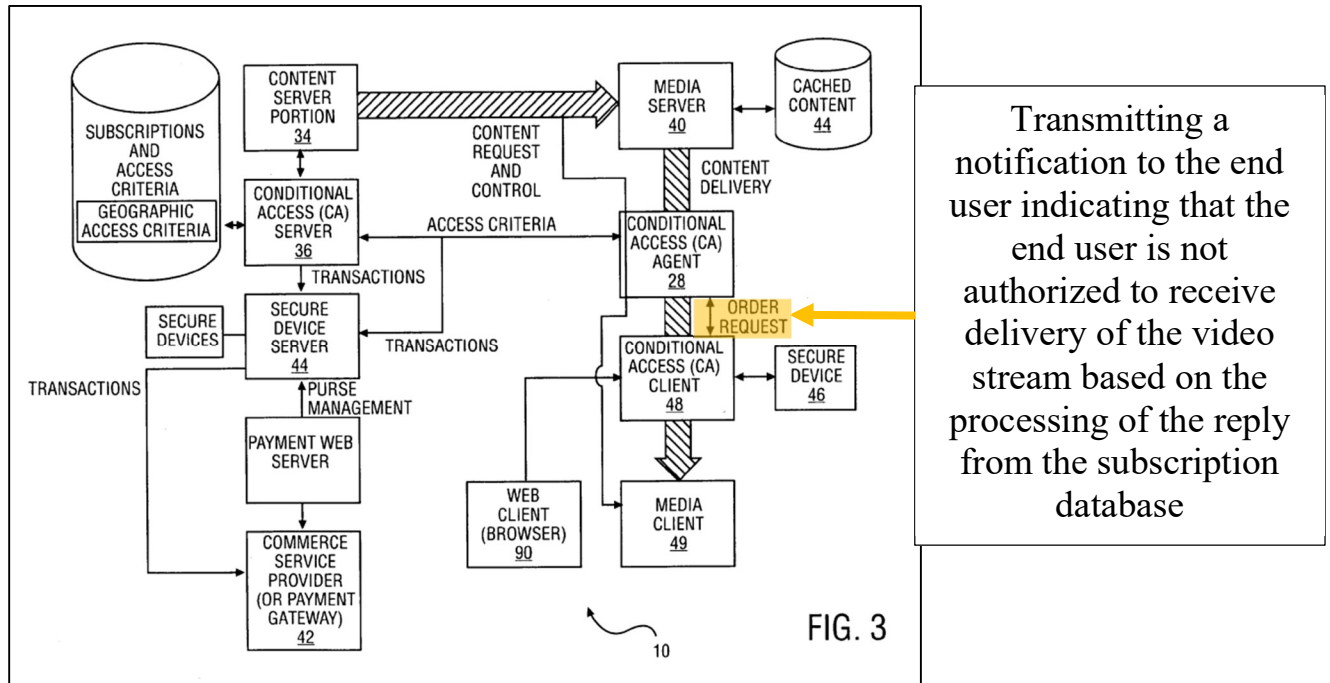 SUBSCRIPTIONS
AND
ACCESS
CRITERIA
GEOGRAPHIC
ACCESS CRITERIA
CONTENT
SERVER
PORTION
34
MEDIA
SERVER
40
CACHED
CONTENT
44
CONTENT
REQUEST
AND
CONTROL
CONTENT
DELIVERY
CONDITIONAL
ACCESS (CA)
SERVER
36
ACCESS CRITERIA
CONDITIONAL
ACCESS (CA)
AGENT
28
TRANSACTIONS
SECURE
DEVICES
SECURE
DEVICE
SERVER
44
TRANSACTIONS
ORDER
REQUEST
CONDITIONAL
ACCESS (CA)
CLIENT
48
SECURE
DEVICE
46
TRANSACTIONS
PURSE
MANAGEMENT
PAYMENT WEB
SERVER
WEB
CLIENT
(BROWSER)
90
MEDIA
CLIENT
49
COMMERCE
SERVICE
PROVIDER
(OR PAYMENT
GATEWAY)
42
10
FIG. 3
Transmitting a
notification to the end
user indicating that the
end user is not
authorized to receive
delivery of the video
stream based on the
processing of the reply
from the subscription
database